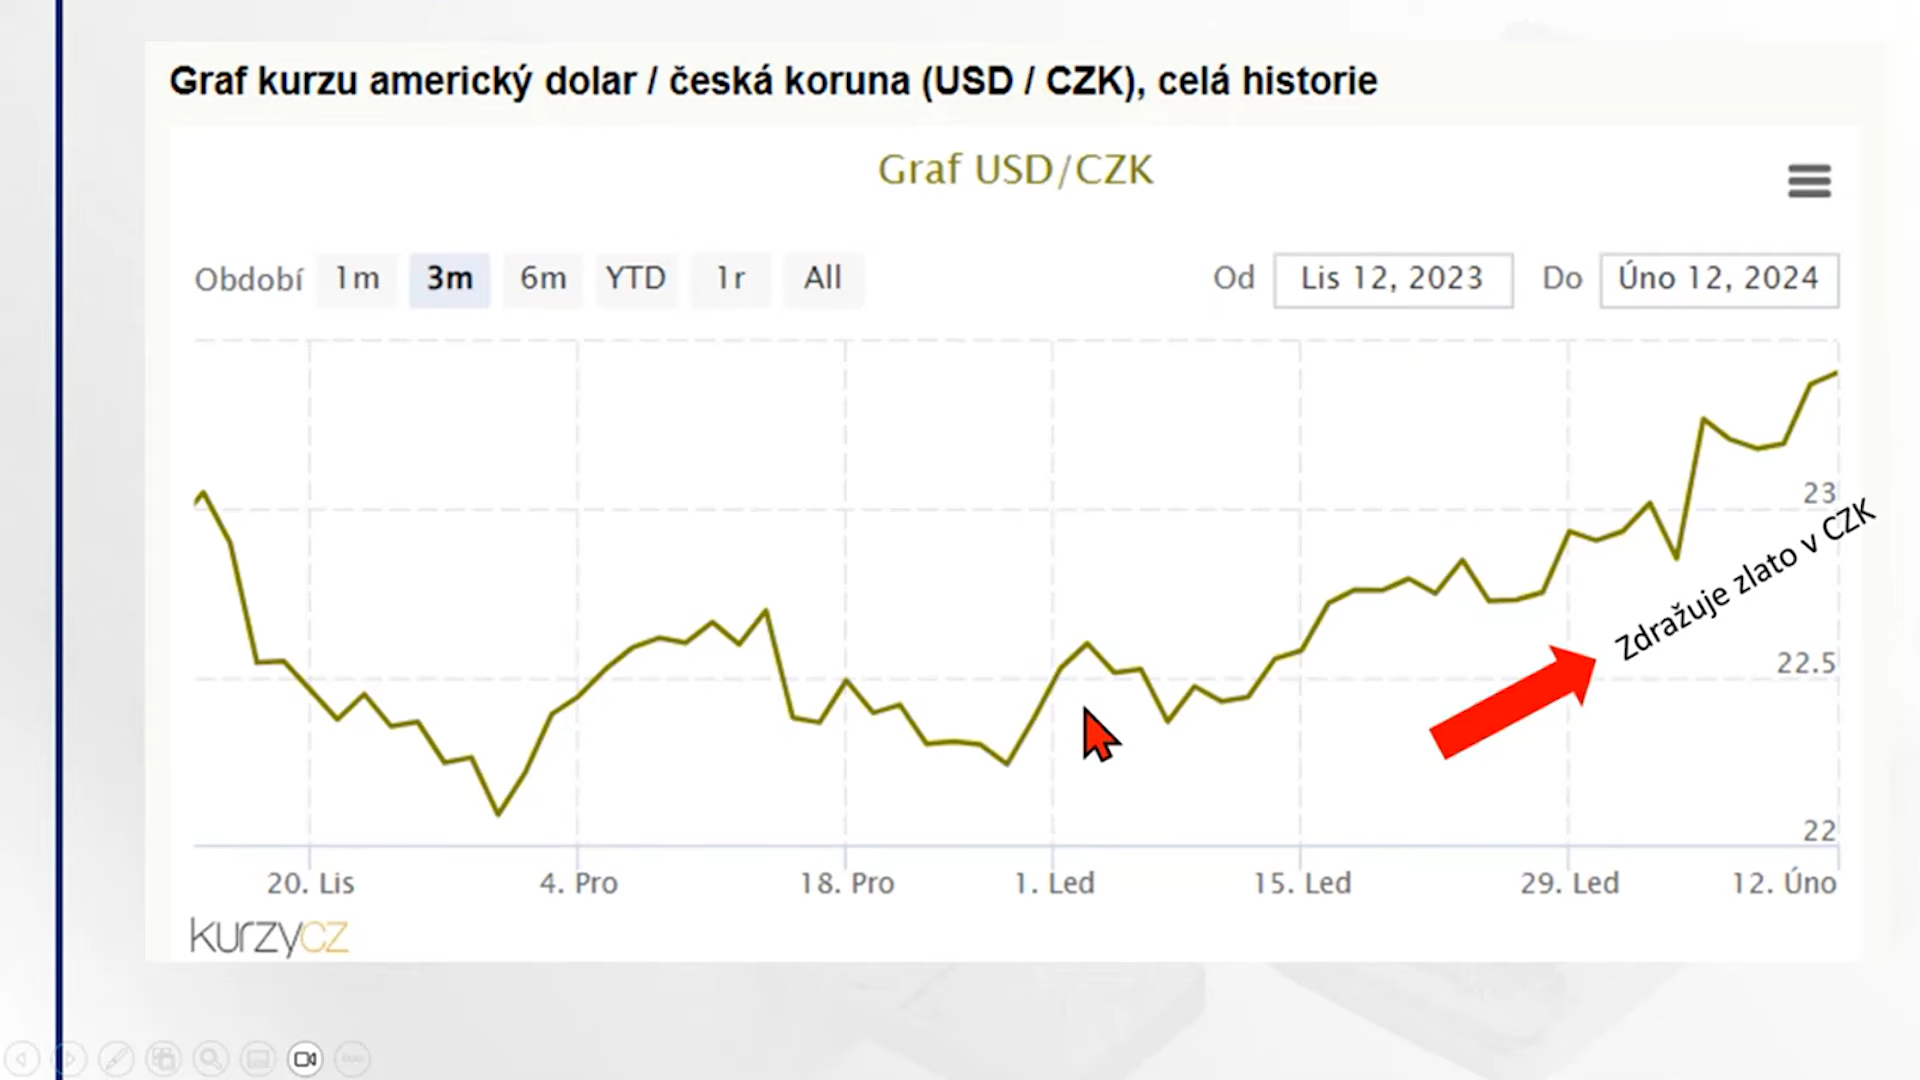 Graf kurzu americký dolar / česká koruna (USD / CZK), celá historie
Graf USD/CZK
Období 1m 3m 6m YTD 1r All Od Lis 12, 2023 Do Úno 12, 2024
23
Zdražuje zlato v CZK
22.5
22
20. Lis 4. Pro 18. Pro 1. Led 15. Led 29. Led 12. Úno
kurzycz